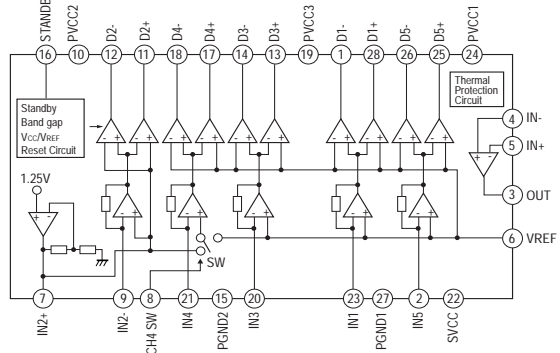 STANDBY
PVCC2
D2-
D2+
D4-
D4+
D3-
D3+
PVCC3
D1-
D1+
D5-
D5+
PVCC1
16
10
12
11
18
17
14
13
19
1
28
26
25
24
Standby
Band gap
VCC/VREF
Reset Circuit
Thermal
Protection
Circuit
- +
- +
- +
- +
- +
- +
- +
- +
- +
- +
4 IN-
5 IN+
- +
3 OUT
6 VREF
1.25V
+ -
- +
- +
- +
- +
- +
SW
7
9
8
21
15
20
23
27
2
22
IN2+
IN2-
CH4 SW
IN4
PGND2
IN3
IN1
PGND1
IN5
SVCC